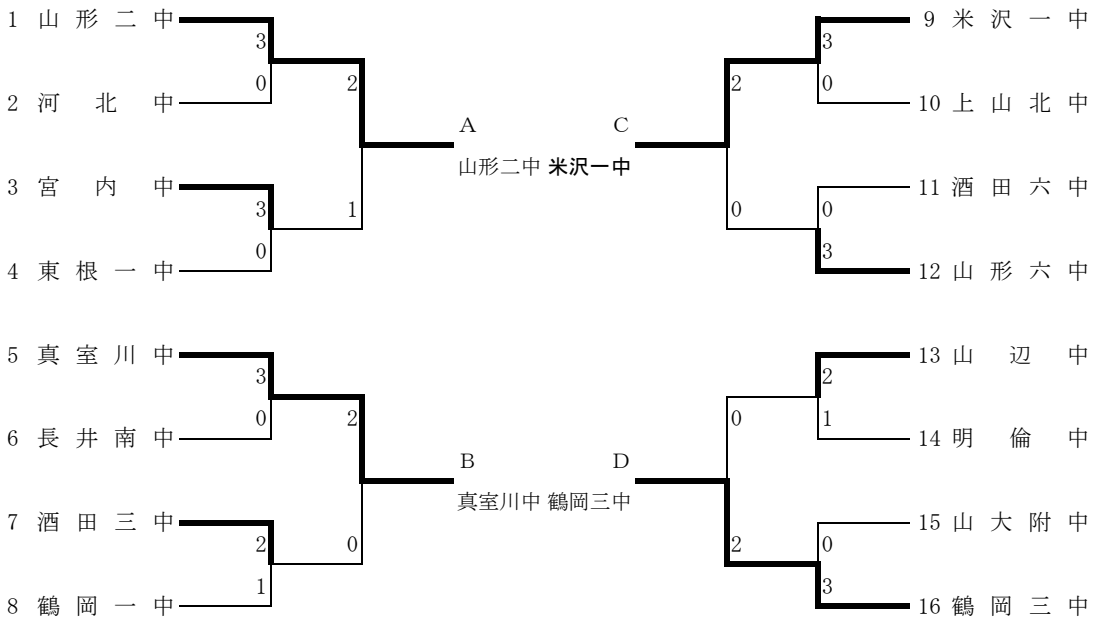 1 山形二中 3 3 9 米沢一中
0 2 2 0
2 河北中 10 上山北中
A C
山形二中 米沢一中
3 宮内中 11 酒田六中
3 1 0 0
0 3
4 東根一中 12 山形六中
5 真室川中 13 山辺中
3 2
0 2 0 1
6 長井南中 14 明倫中
B D
真室川中 鶴岡三中
7 酒田三中 15 山大附中
2 0 2 0
1 3
8 鶴岡一中 16 鶴岡三中